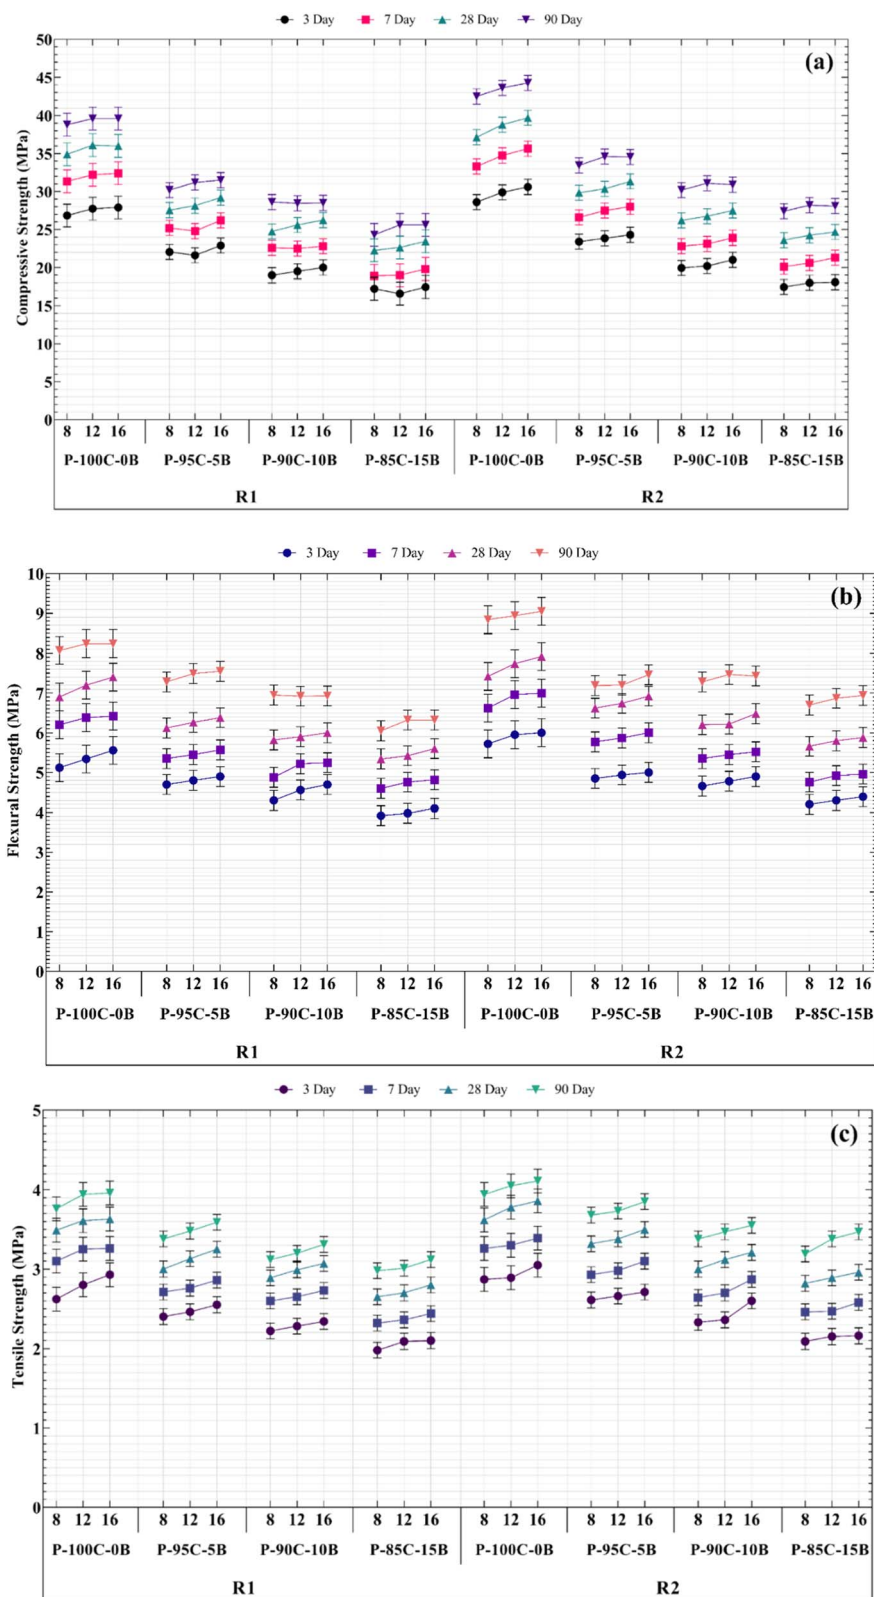 3 Day 7 Day 28 Day 90 Day
(a)
Compressive Strength (MPa)
50
45
40
35
30
25
20
15
10
5
0
8 12 16 8 12 16 8 12 16 8 12 16 8 12 16 8 12 16 8 12 16 8 12 16
P-100C-0B P-95C-5B P-90C-10B P-85C-15B P-100C-0B P-95C-5B P-90C-10B P-85C-15B
R1 R2
3 Day 7 Day 28 Day 90 Day
(b)
Flexural Strength (MPa)
10
9
8
7
6
5
4
3
2
1
0
8 12 16 8 12 16 8 12 16 8 12 16 8 12 16 8 12 16 8 12 16 8 12 16
P-100C-0B P-95C-5B P-90C-10B P-85C-15B P-100C-0B P-95C-5B P-90C-10B P-85C-15B
R1 R2
3 Day 7 Day 28 Day 90 Day
(c)
Tensile Strength (MPa)
5
4
3
2
1
0
8 12 16 8 12 16 8 12 16 8 12 16 8 12 16 8 12 16 8 12 16 8 12 16
P-100C-0B P-95C-5B P-90C-10B P-85C-15B P-100C-0B P-95C-5B P-90C-10B P-85C-15B
R1 R2